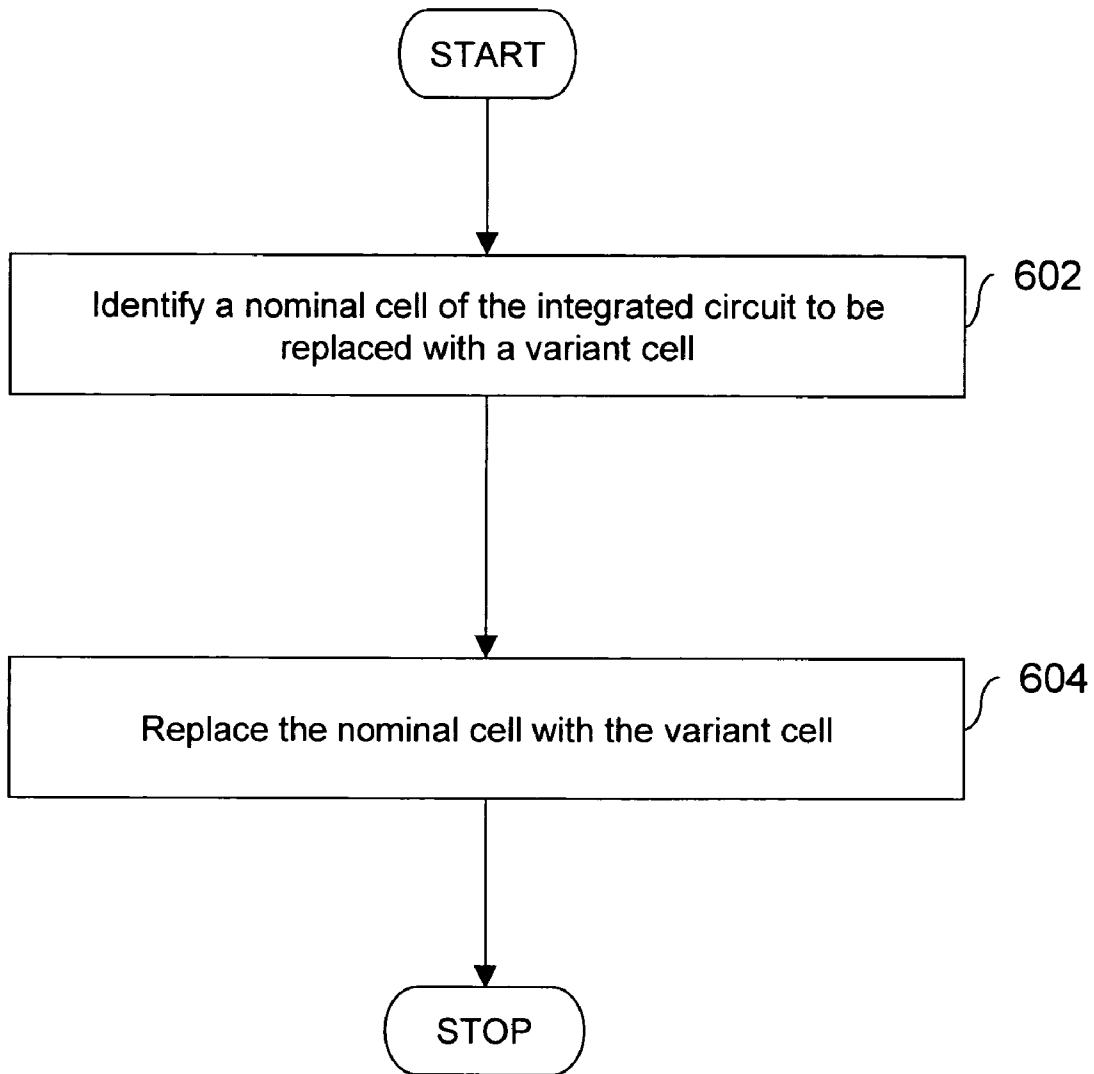 START
602
Identify a nominal cell of the integrated circuit to be
replaced with a variant cell
604
Replace the nominal cell with the variant cell
STOP